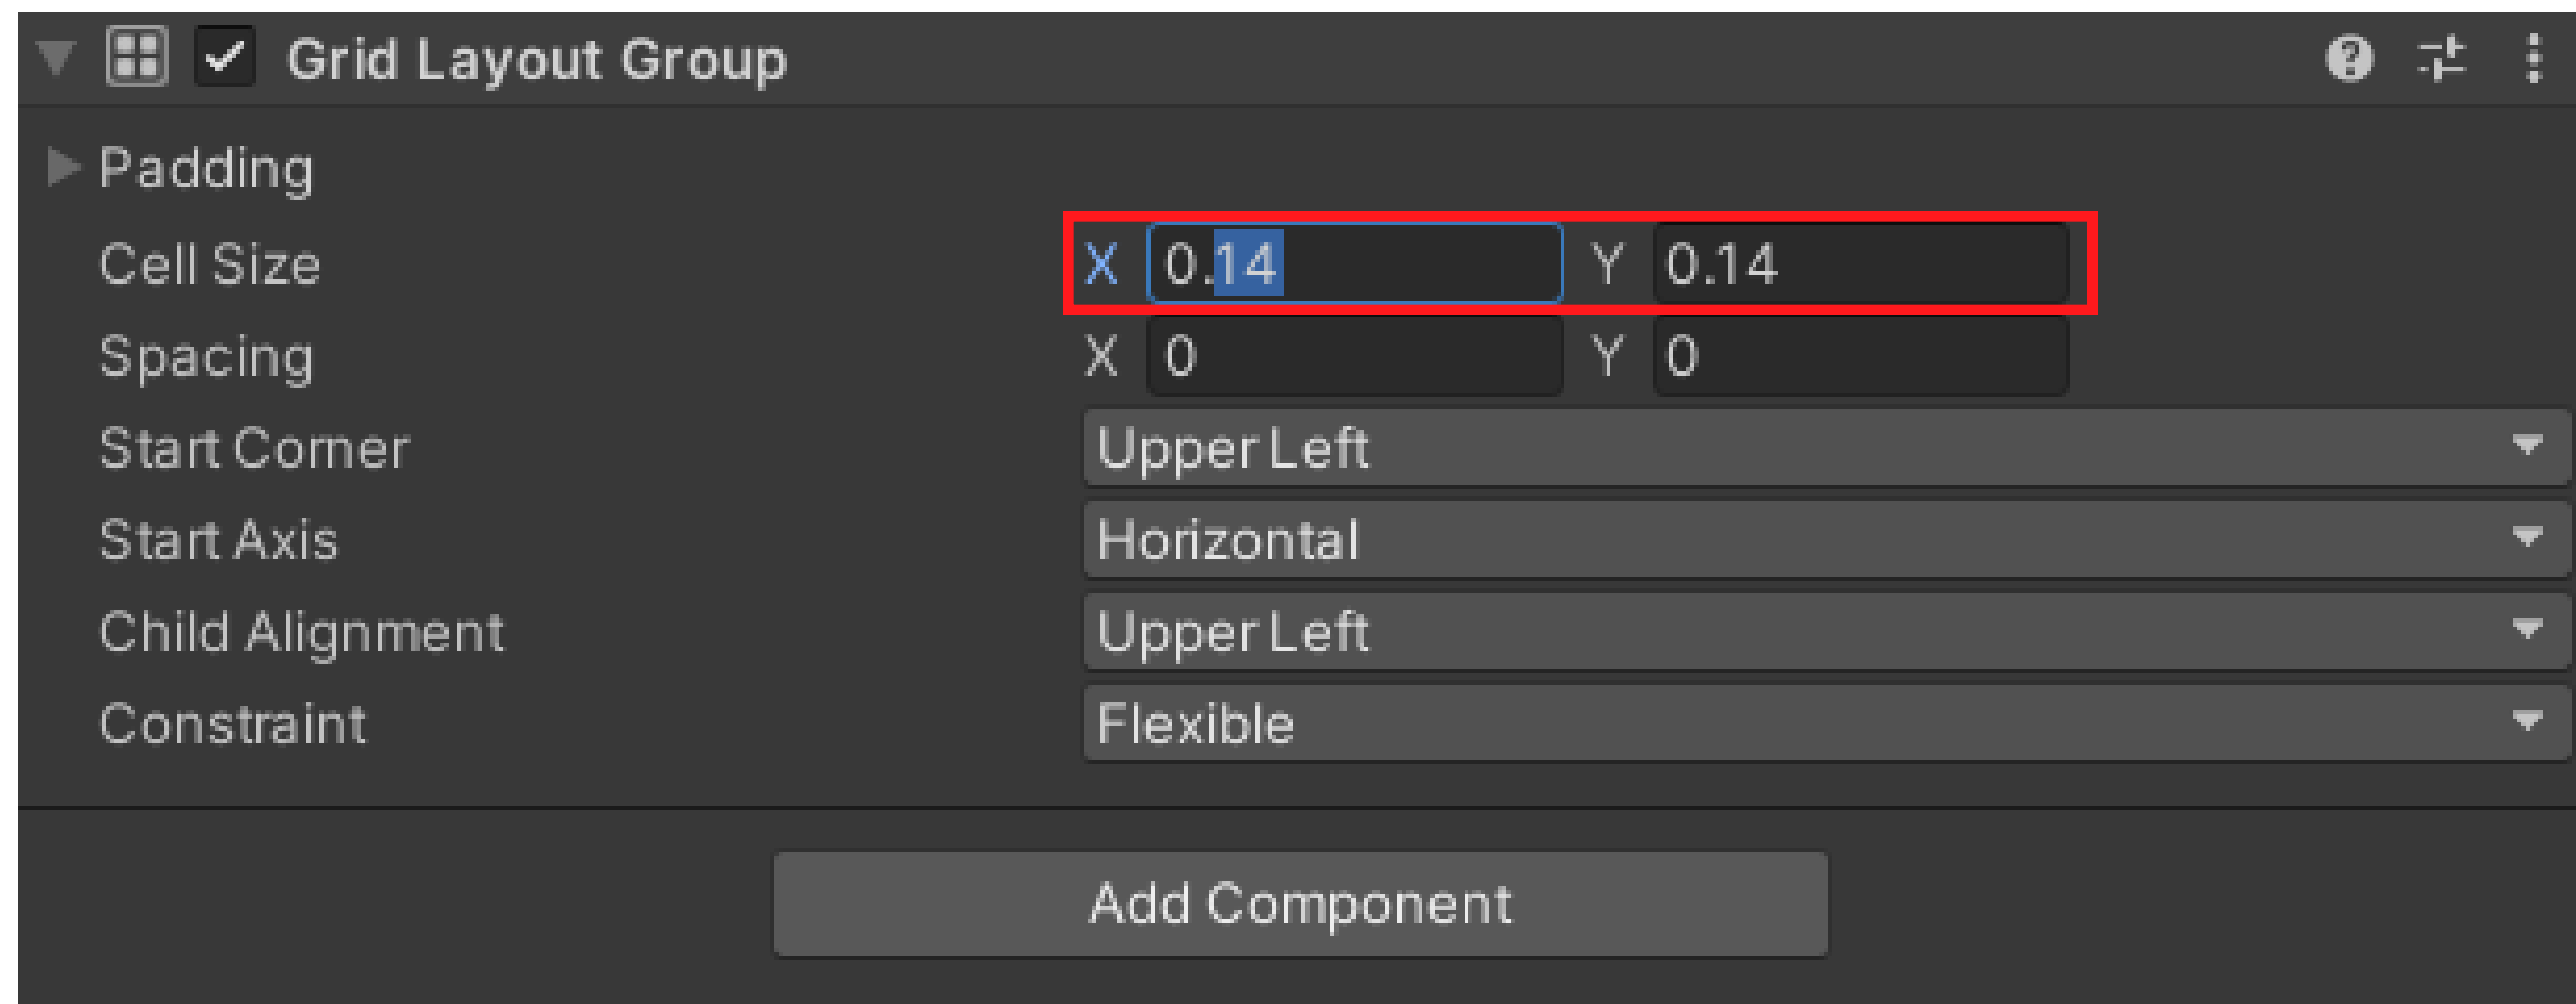 Grid Layout Group
Padding
Cell Size X 0.14 Y 0.14
Spacing X 0 Y 0
Start Corner Upper Left
Start Axis Horizontal
Child Alignment Upper Left
Constraint Flexible
Add Component